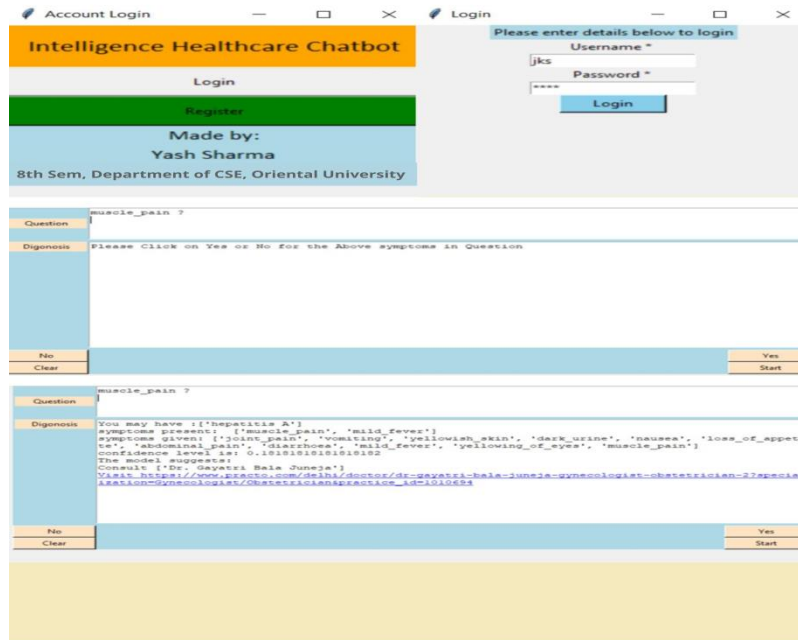 Account Login
Intelligence Healthcare Chatbot
Login
Register
Made by:
Yash Sharma
8th Sem, Department of CSE, Oriental University
Login
Please enter details below to login
Username *
jks
Password *
****
Login
muscle_pain ?
Question
Digonosis
Please Click on Yes or No for the Above symptoms in Question
No
Yes
Clear
Start
muscle_pain ?
Question
Digonosis
You may have :['hepatitis A']
symptoms present: ['muscle_pain', 'mild_fever']
symptoms given: ['joint_pain', 'vomiting', 'yellowish_skin', 'dark_urine', 'nausea', 'loss_of_appet
te', 'abdominal_pain', 'diarrhoea', 'mild_fever', 'yellowing_of_eyes', 'muscle_pain']
confidence level is: 0.18181818181818182
The model suggests:
Consult ['Dr. Gayatri Bala Juneja']
Visit https://www.practo.com/delhi/doctor/dr-gayatri-bala-juneja-gynecologist-obstetrician-2?specia
ization=Gynecologist/Obstetrician&practice_id=1010694
No
Yes
Clear
Start